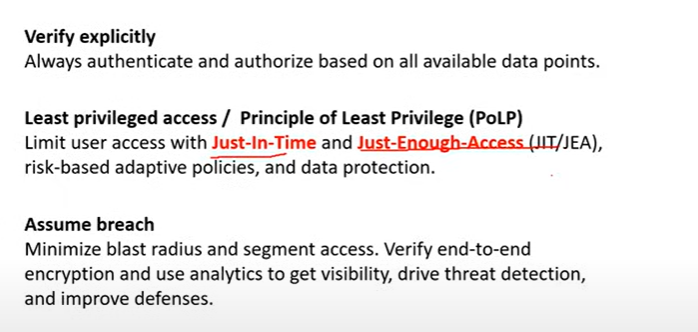 Verify explicitly
Always authenticate and authorize based on all available data points.
Least privileged access / Principle of Least Privilege (PoLP)
Limit user access with Just-In-Time and Just-Enough-Access (JIT/JEA),
risk-based adaptive policies, and data protection.
Assume breach
Minimize blast radius and segment access. Verify end-to-end
encryption and use analytics to get visibility, drive threat detection,
and improve defenses.